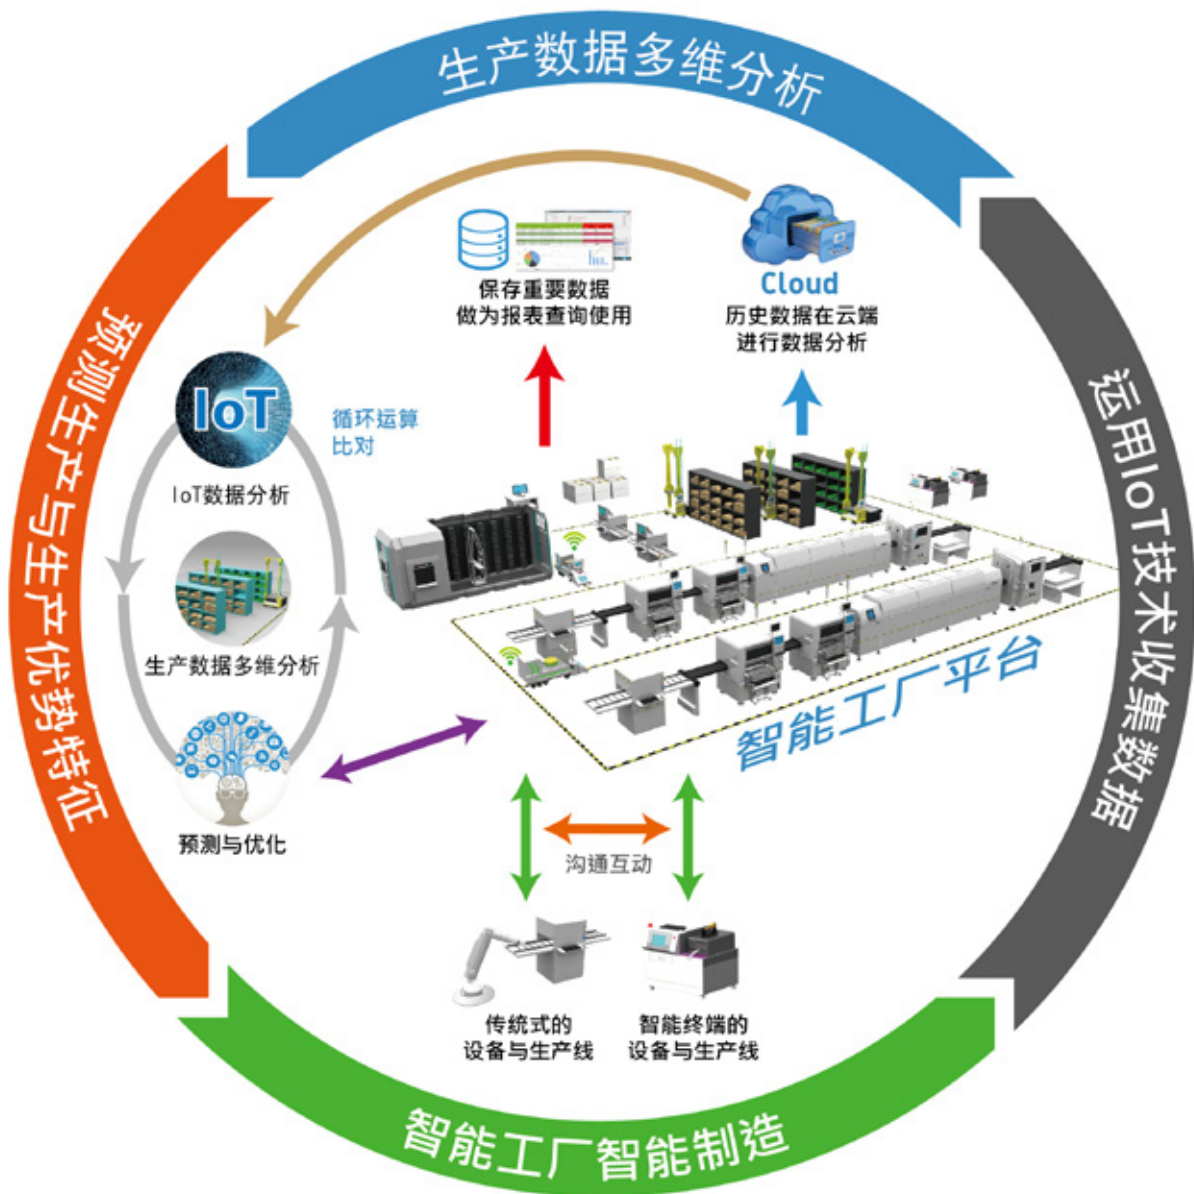 生产数据多维分析
保存重要数据
做为报表查询使用
Cloud
历史数据在云端
进行数据分析
IoT
IoT数据分析
循环运算
比对
生产数据多维分析
预测与优化
智能工厂平台
沟通互动
传统式的
设备与生产线
智能终端的
设备与生产线
预测生产与生产优势特征
运用IoT技术收集数据
智能工厂智能制造